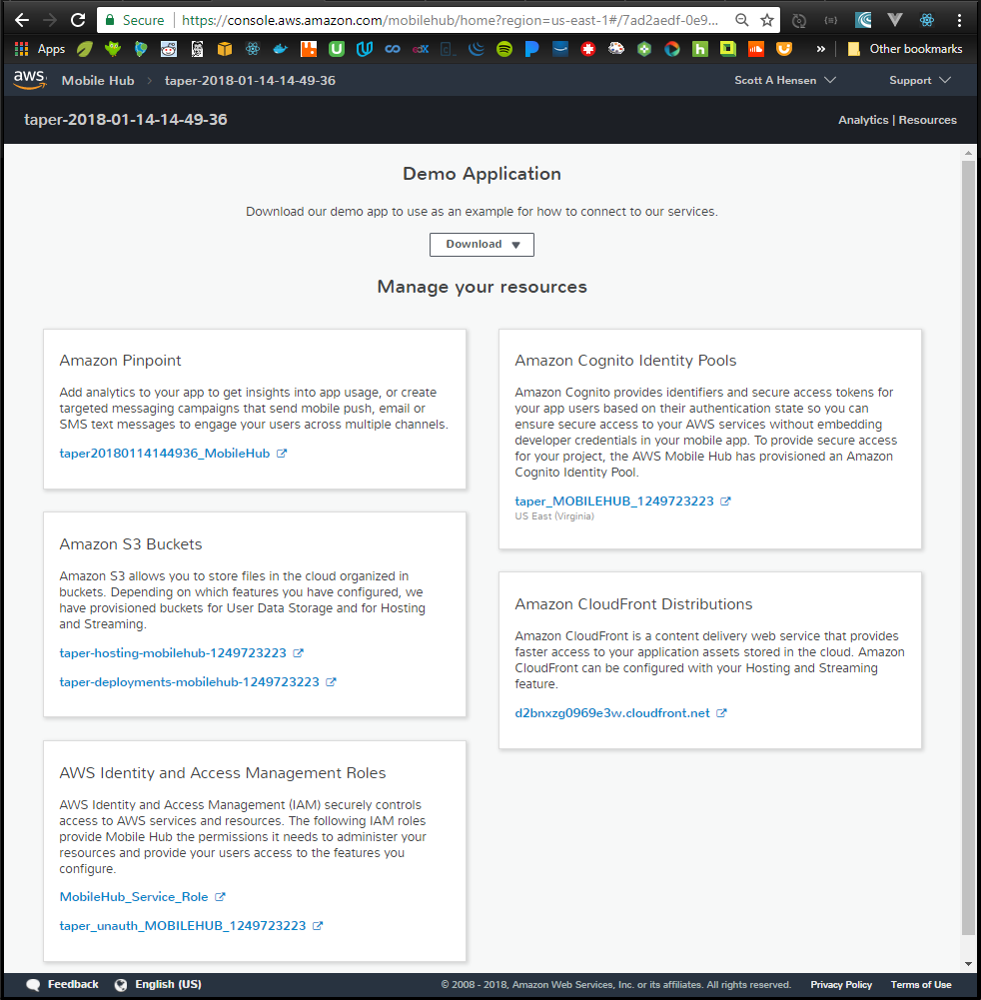 Secure
https://console.aws.amazon.com/mobilehub/home?region=us-east-1#/7ad2aedf-0e9...
Apps
Other bookmarks
aws
Mobile Hub
taper-2018-01-14-14-49-36
Scott A Hensen
Support
taper-2018-01-14-14-49-36
Analytics | Resources
Demo Application
Download our demo app to use as an example for how to connect to our services.
Download
Manage your resources
Amazon Pinpoint
Add analytics to your app to get insights into app usage, or create
targeted messaging campaigns that send mobile push, email or
SMS text messages to engage your users across multiple channels.
taper20180114144936_MobileHub
Amazon S3 Buckets
Amazon S3 allows you to store files in the cloud organized in
buckets. Depending on which features you have configured, we
have provisioned buckets for User Data Storage and for Hosting
and Streaming.
taper-hosting-mobilehub-1249723223
taper-deployments-mobilehub-1249723223
AWS Identity and Access Management Roles
AWS Identity and Access Management (IAM) securely controls
access to AWS services and resources. The following IAM roles
provide Mobile Hub the permissions it needs to administer your
resources and provide your users access to the features you
configure.
MobileHub_Service_Role
taper_unauth_MOBILEHUB_1249723223
Amazon Cognito Identity Pools
Amazon Cognito provides identifiers and secure access tokens for
your app users based on their authentication state so you can
ensure secure access to your AWS services without embedding
developer credentials in your mobile app. To provide secure access
for your project, the AWS Mobile Hub has provisioned an Amazon
Cognito Identity Pool.
taper_MOBILEHUB_1249723223
US East (Virginia)
Amazon CloudFront Distributions
Amazon CloudFront is a content delivery web service that provides
faster access to your application assets stored in the cloud. Amazon
CloudFront can be configured with your Hosting and Streaming
feature.
d2bnxzg0969e3w.cloudfront.net
Feedback
English (US)
© 2008 - 2018, Amazon Web Services, Inc. or its affiliates. All rights reserved.
Privacy Policy
Terms of Use